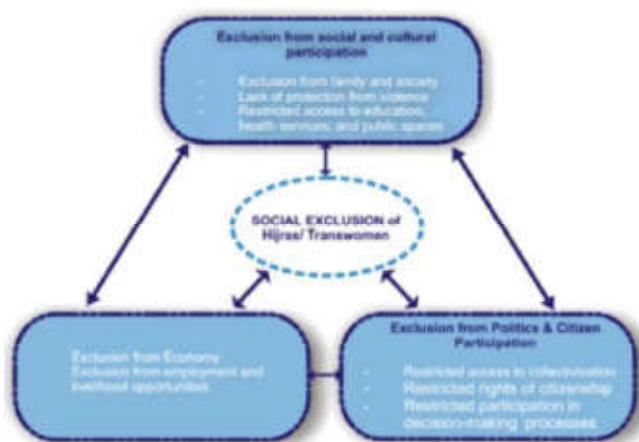 Exclusion from social and cultural
participation
- Exclusion from family and society
- Lack of protection from violence
- Restricted access to education,
health services, and public spaces
SOCIAL EXCLUSION of
Hijras/ Transwomen
Exclusion from Economy
Exclusion from employment and
livelihood opportunities
Exclusion from Politics & Citizen
Participation
- Restricted access to collectivisation
- Restricted rights of citizenship
- Restricted participation in
decision-making processes